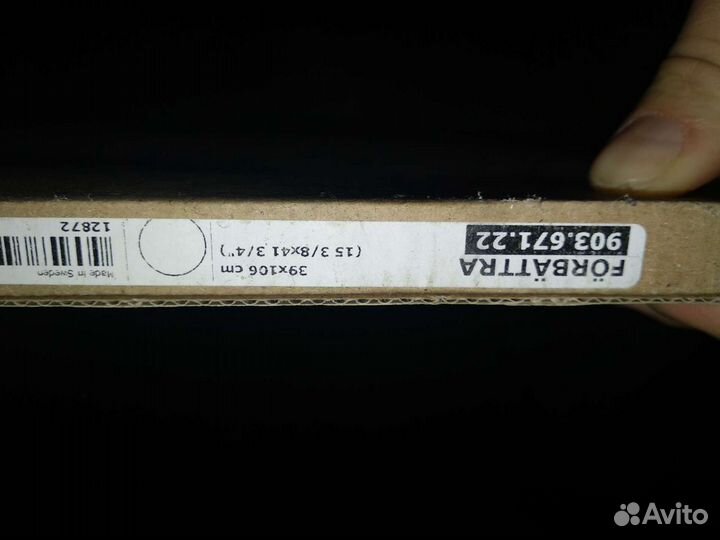 FÖRBÄTTRA
903.671.22
39x106 cm
(15 3/8x41 3/4")
Made in Sweden
12872
Avito